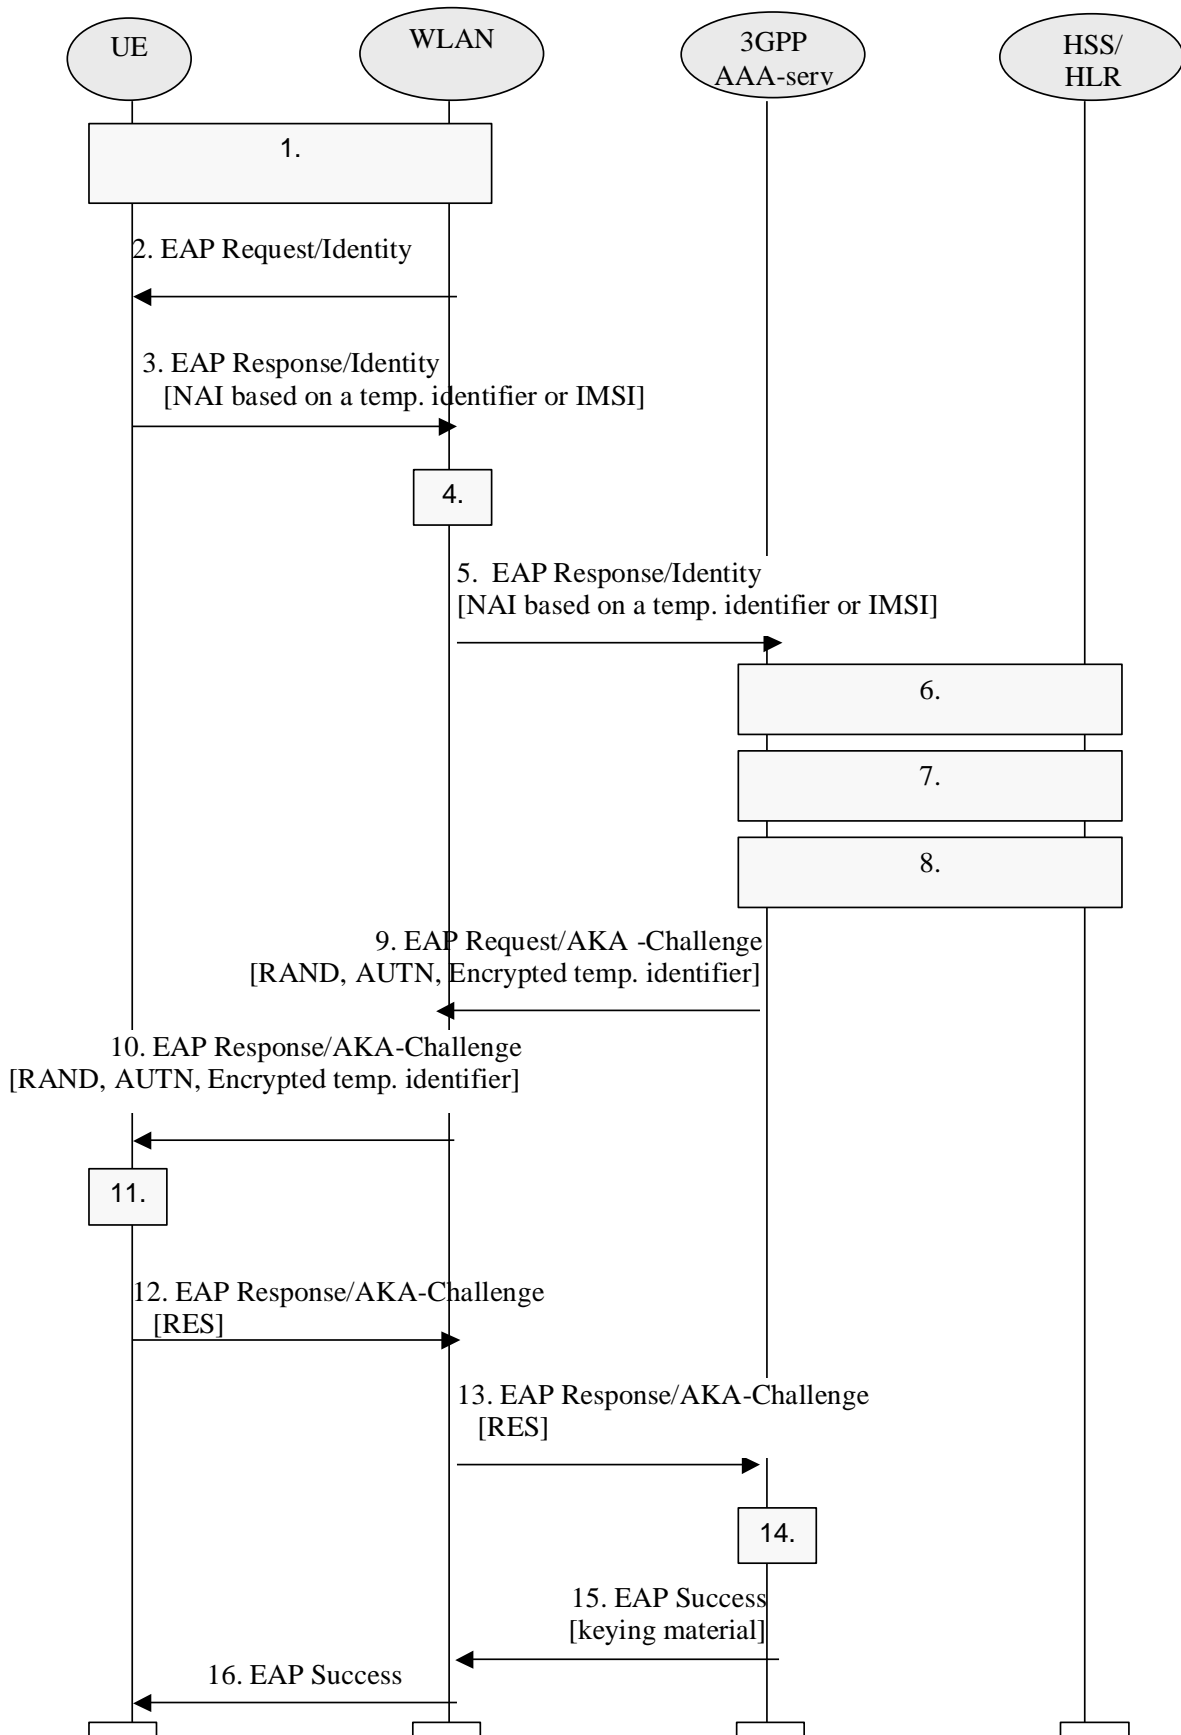 UE
WLAN
3GPP
AAA-serv
HSS/
HLR
1.
2. EAP Request/Identity
3. EAP Response/Identity
[NAI based on a temp. identifier or IMSI]
4.
5. EAP Response/Identity
[NAI based on a temp. identifier or IMSI]
6.
7.
8.
9. EAP Request/AKA -Challenge
[RAND, AUTN, Encrypted temp. identifier]
10. EAP Response/AKA-Challenge
[RAND, AUTN, Encrypted temp. identifier]
11.
12. EAP Response/AKA-Challenge
[RES]
13. EAP Response/AKA-Challenge
[RES]
14.
15. EAP Success
[keying material]
16. EAP Success